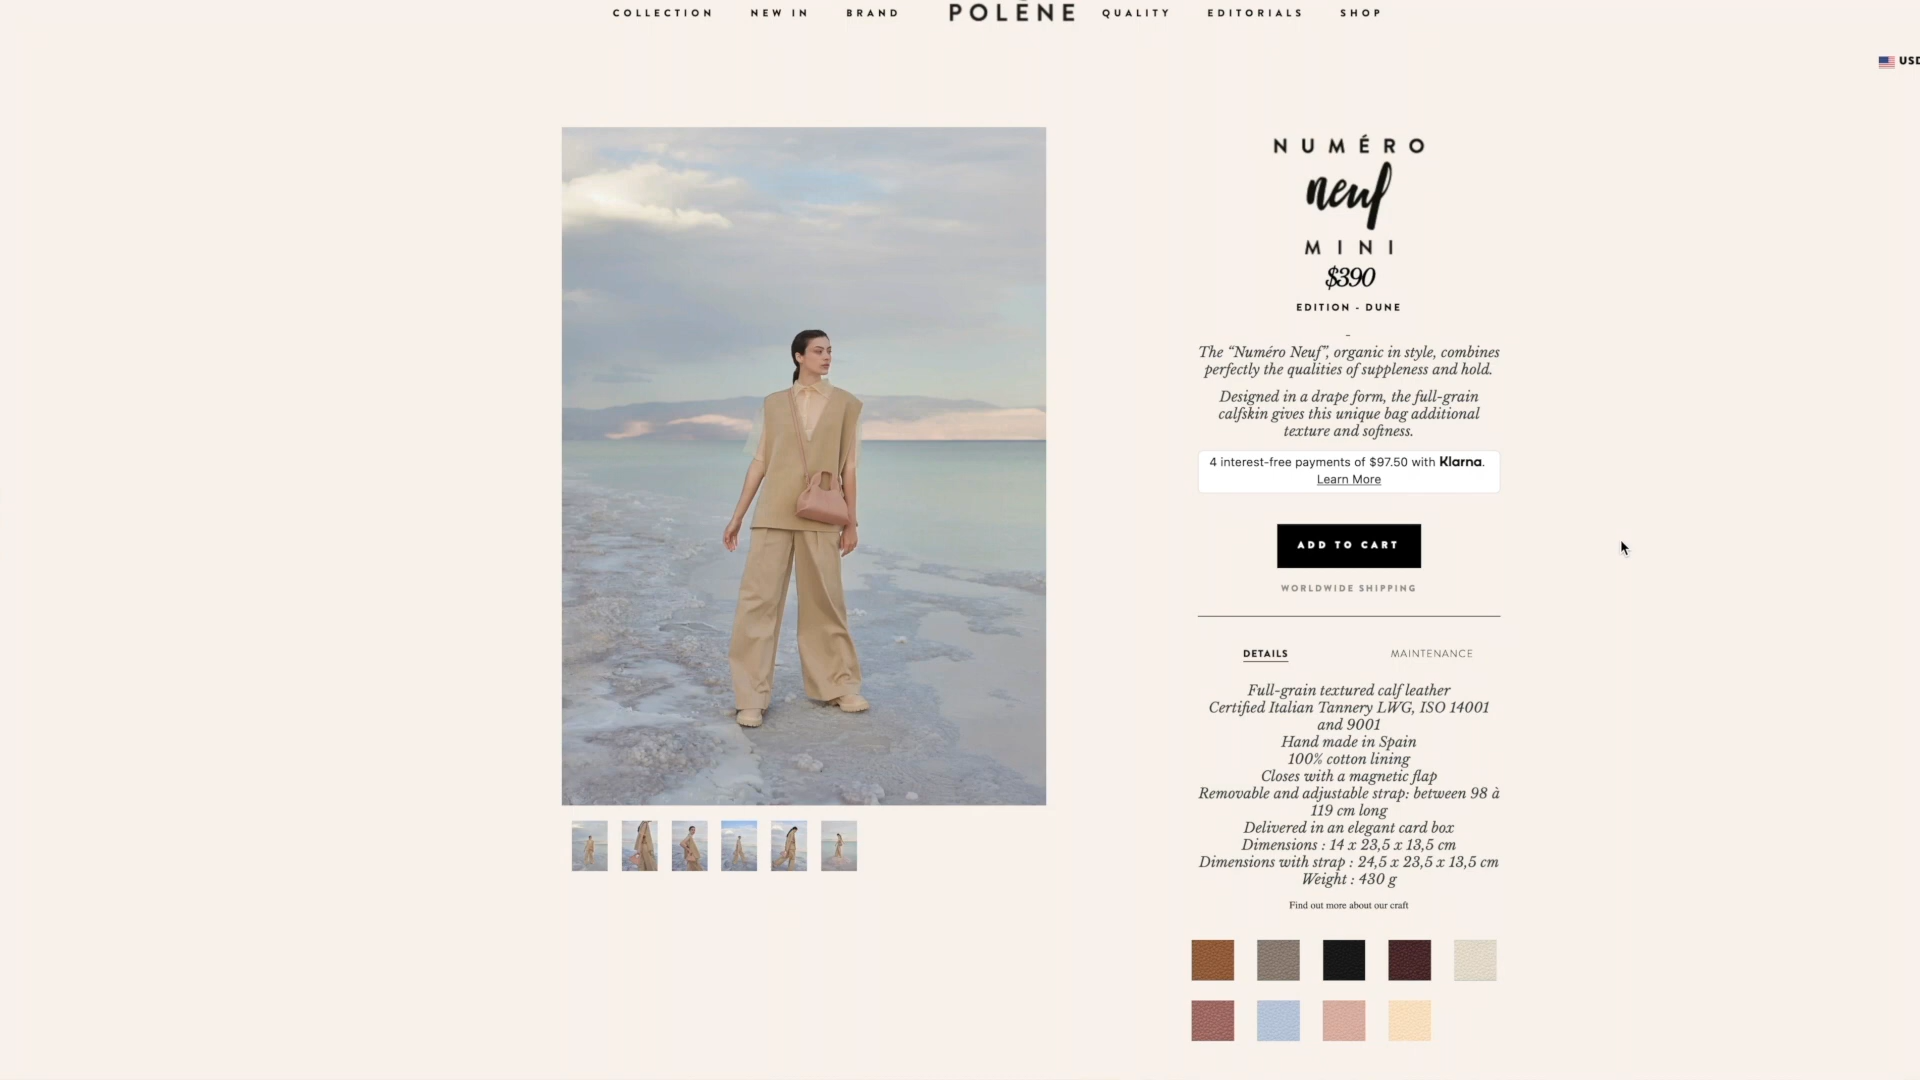 COLLECTION NEW IN BRAND POLÈNE QUALITY EDITORIALS SHOP
USD
NUMÉRO
neuf
MINI
$390
EDITION - DUNE
-
The “Numéro Neuf”, organic in style, combines
perfectly the qualities of suppleness and hold.
Designed in a drape form, the full-grain
calfskin gives this unique bag additional
texture and softness.
4 interest-free payments of $97.50 with Klarna.
Learn More
ADD TO CART
WORLDWIDE SHIPPING
DETAILS MAINTENANCE
Full-grain textured calf leather
Certified Italian Tannery LWG, ISO 14001
and 9001
Hand made in Spain
100% cotton lining
Closes with a magnetic flap
Removable and adjustable strap: between 98 à
119 cm long
Delivered in an elegant card box
Dimensions : 14 x 23,5 x 13,5 cm
Dimensions with strap : 24,5 x 23,5 x 13,5 cm
Weight : 430 g
Find out more about our craft